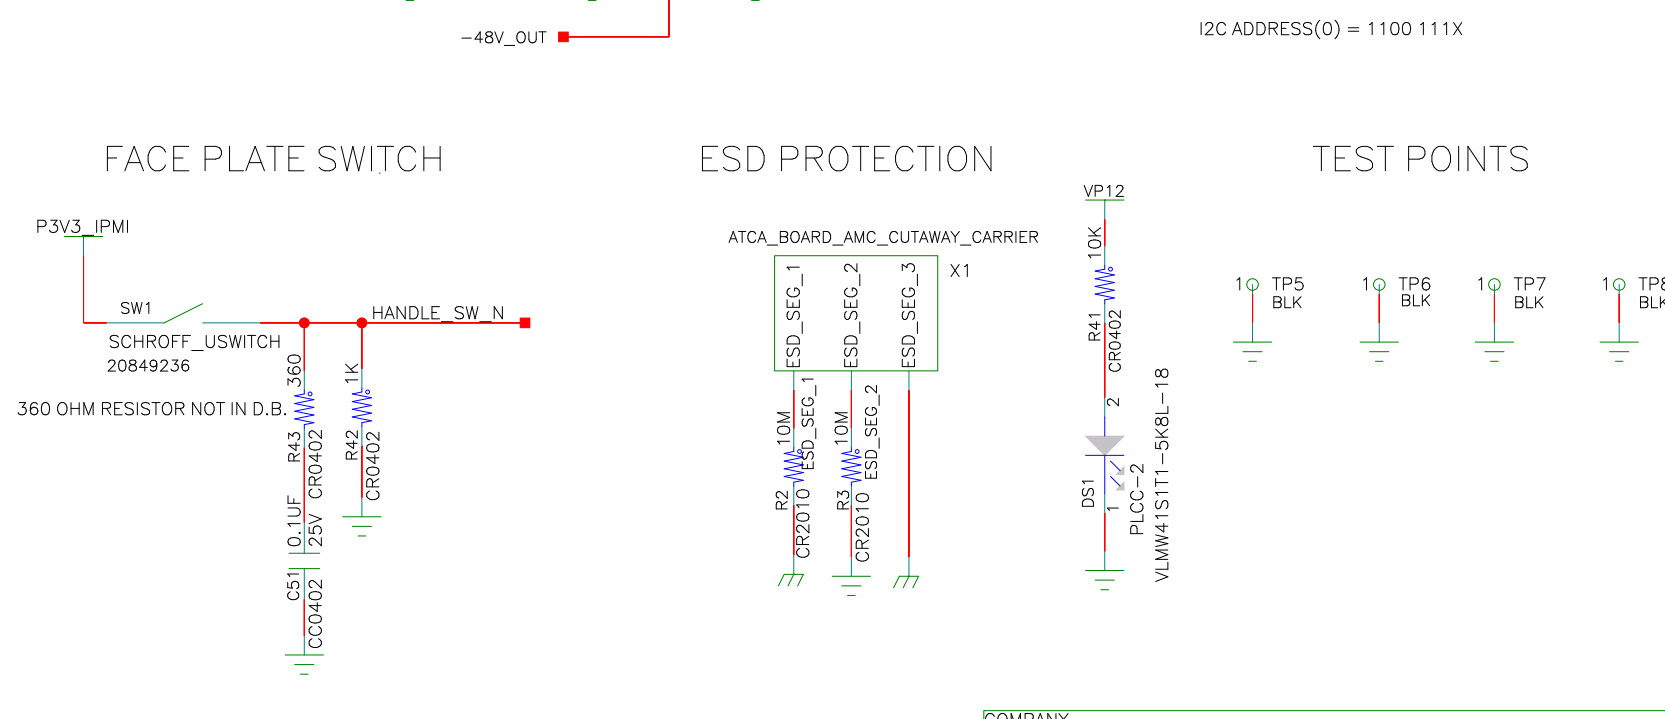 -48V_OUT
I2C ADDRESS(0) = 1100 111X
FACE PLATE SWITCH
P3V3_IPMI
SW1
SCHROFF_USWITCH
20849236
HANDLE_SW_N
360 OHM RESISTOR NOT IN D.B.
360
R43
CR0402
1K
R42
CR0402
0.1UF
25V
C51
CC0402
ESD PROTECTION
ATCA_BOARD_AMC_CUTAWAY_CARRIER
X1
ESD_SEG_1
ESD_SEG_2
ESD_SEG_3
10M
ESD_SEG_1
R2
CR2010
10M
ESD_SEG_2
R3
CR2010
VP12
10K
R41
CR0402
2
DS1
1
PLCC-2
VLMW41S1T1-5K8L-18
TEST POINTS
1
TP5
BLK
1
TP6
BLK
1
TP7
BLK
1
TP8
BLK
COMPANY